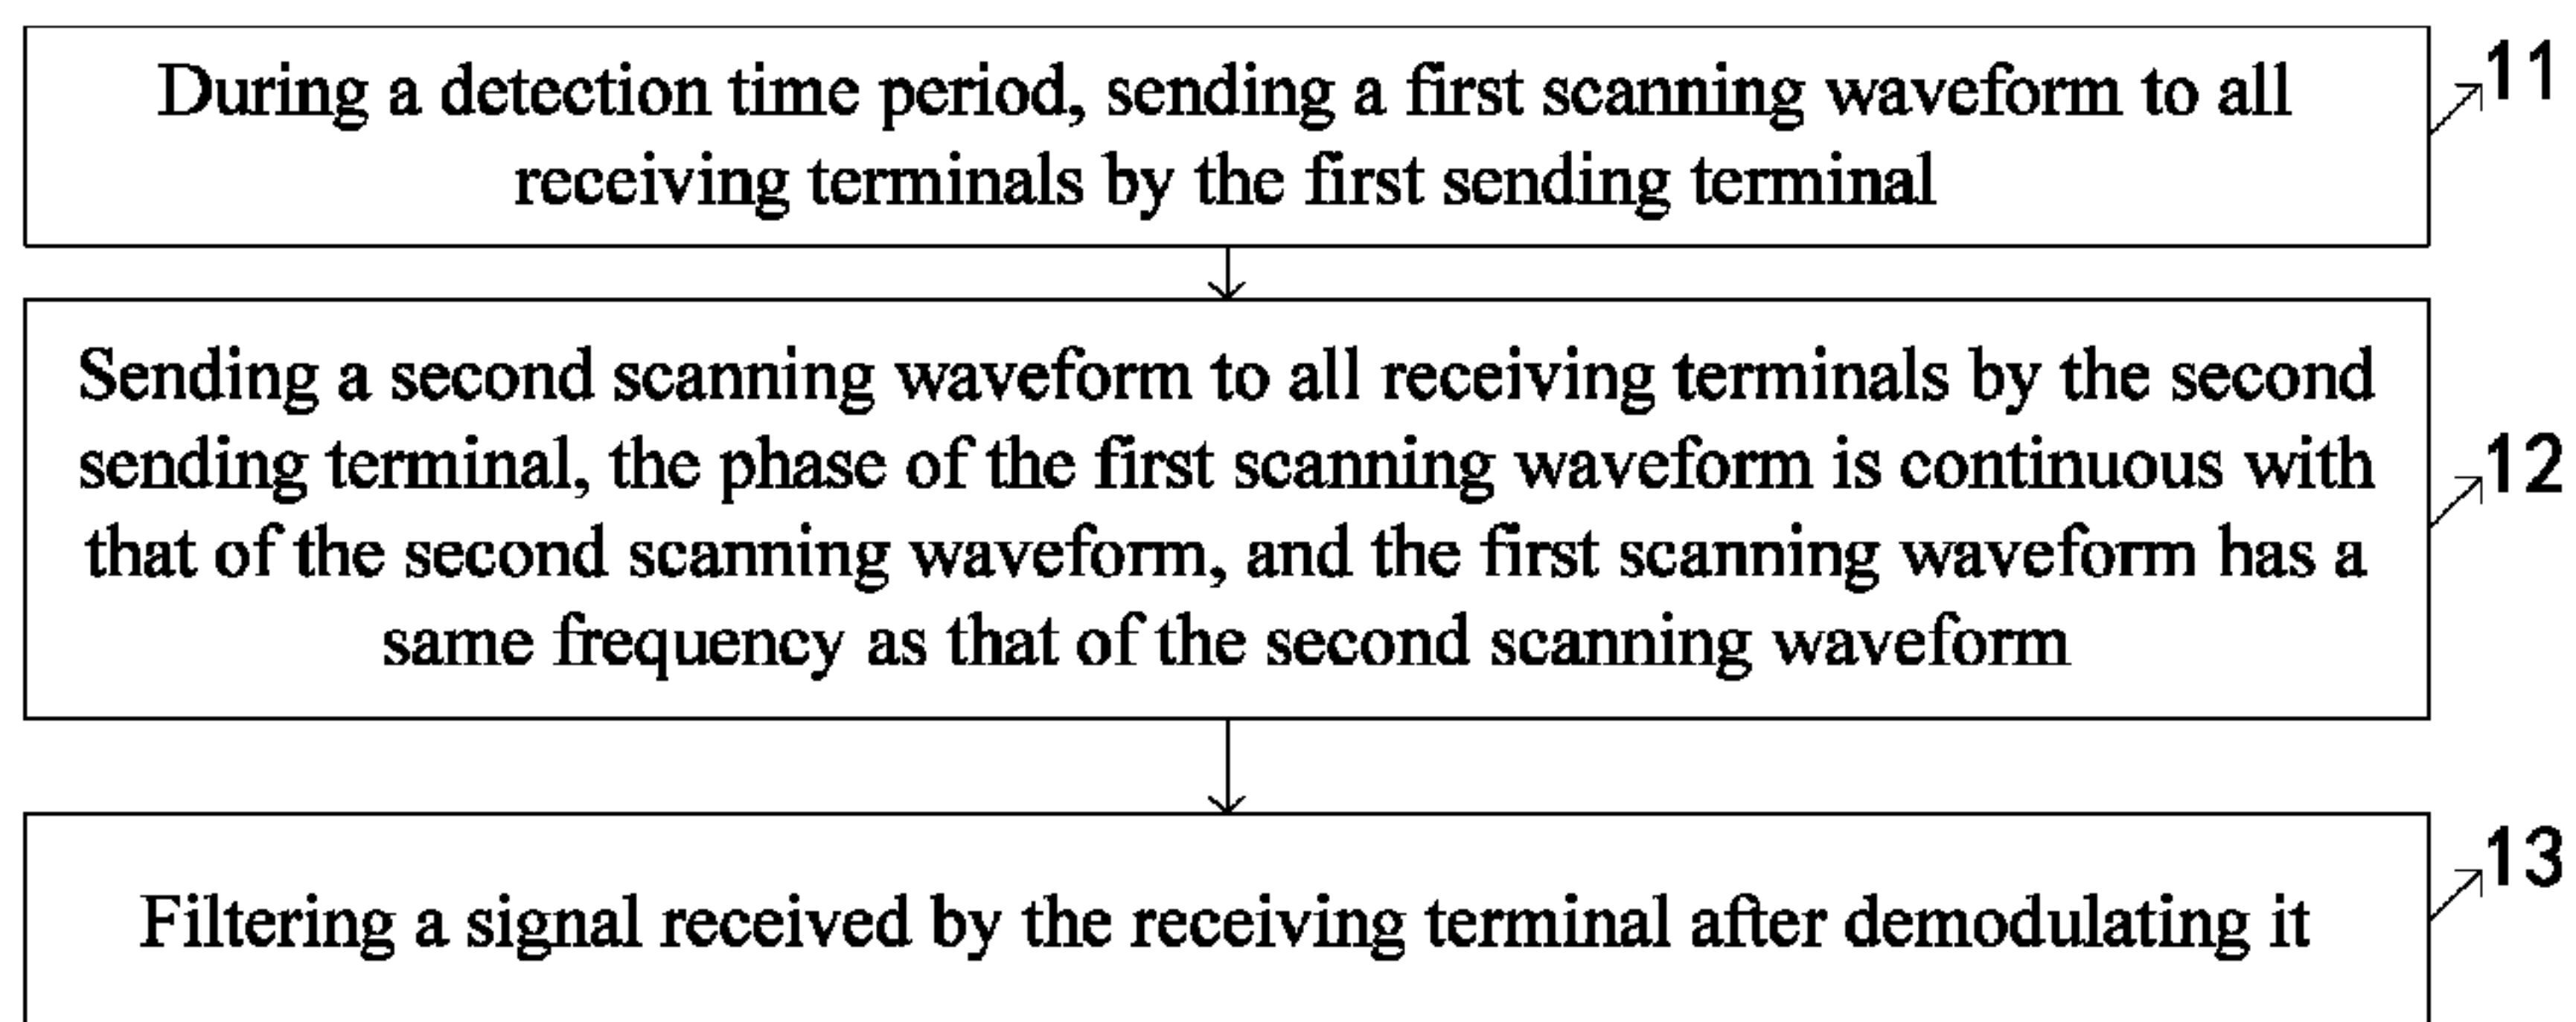 During a detection time period, sending a first scanning waveform to all
receiving terminals by the first sending terminal
11
Sending a second scanning waveform to all receiving terminals by the second
sending terminal, the phase of the first scanning waveform is continuous with
that of the second scanning waveform, and the first scanning waveform has a
same frequency as that of the second scanning waveform
12
Filtering a signal received by the receiving terminal after demodulating it
13